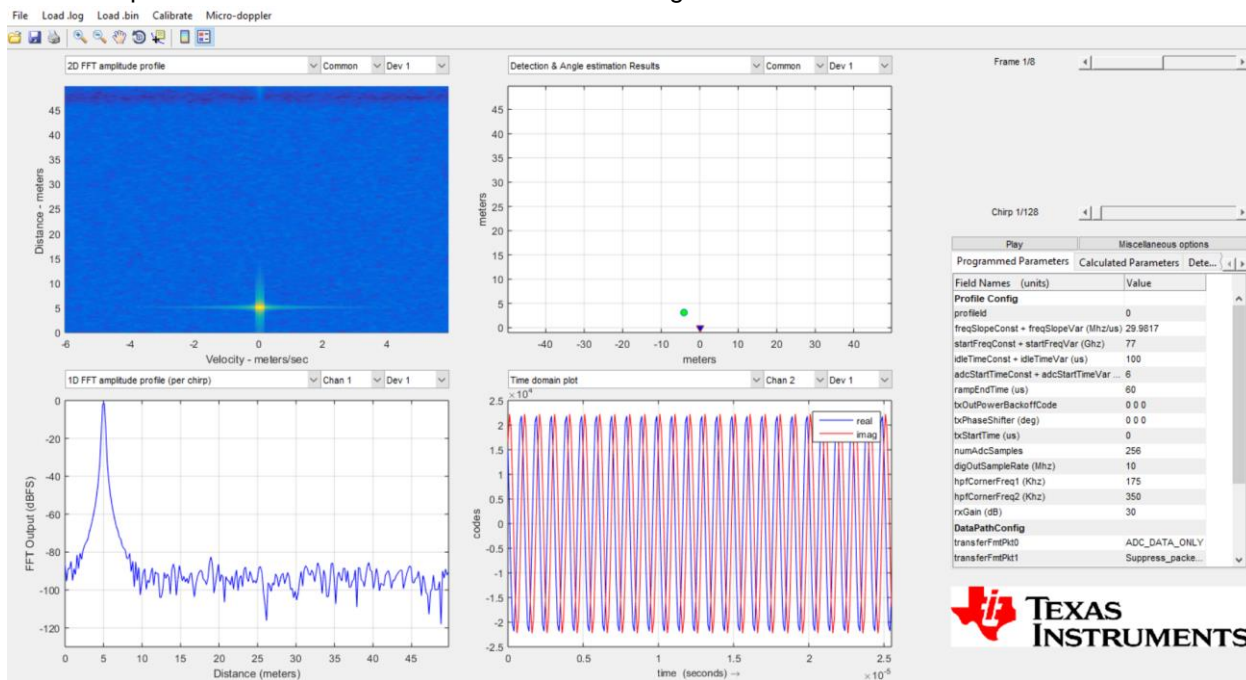 File Load .log Load .bin Calibrate Micro-doppler
2D FFT amplitude profile Common Dev 1
Distance - meters
45
40
35
30
25
20
15
10
5
0
-6 -4 -2 0 2 4
Velocity - meters/sec
Detection & Angle estimation Results Common Dev 1
meters
45
40
35
30
25
20
15
10
5
0
-40 -30 -20 -10 0 10 20 30 40
meters
1D FFT amplitude profile (per chirp) Chan 1 Dev 1
FFT Output (dBFS)
0
-20
-40
-60
-80
-100
-120
0 5 10 15 20 25 30 35 40 45
Distance (meters)
Time domain plot Chan 2 Dev 1
×10⁴
codes
2.5
2
1.5
1
0.5
0
-0.5
-1
-1.5
-2
-2.5
real
imag
0 0.5 1 1.5 2 2.5
time (seconds) →
×10⁻⁵
Frame 1/8
Chirp 1/128
Play Miscellaneous options
Programmed Parameters Calculated Parameters Dete...
Field Names (units) Value
Profile Config
profileId 0
freqSlopeConst + freqSlopeVar (Mhz/us) 29.9817
startFreqConst + startFreqVar (Ghz) 77
idleTimeConst + idleTimeVar (us) 100
adcStartTimeConst + adcStartTimeVar ... 6
rampEndTime (us) 60
txOutPowerBackoffCode 0 0 0
txPhaseShifter (deg) 0 0 0
txStartTime (us) 0
numAdcSamples 256
digOutSampleRate (Mhz) 10
hpfCornerFreq1 (Khz) 175
hpfCornerFreq2 (Khz) 350
rxGain (dB) 30
DataPathConfig
transferFmtPkt0 ADC_DATA_ONLY
transferFmtPkt1 Suppress_packe...
TEXAS
INSTRUMENTS